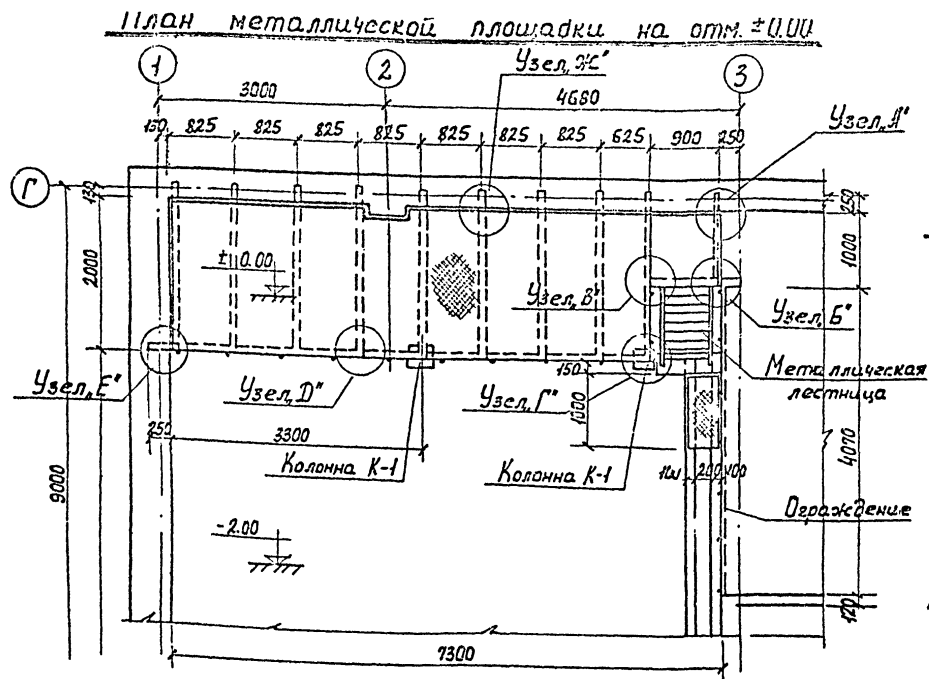 План металлической площадки на отм. ±0.00
1
2
3
Узел „Ж"
3000
4680
Узел „А"
150 825 825 825 825 825 825 825 625 900 250
Г
130
250
2000
1000
± 0.00
Узел „В"
Узел „Б"
Узел „Е"
Узел „D"
Узел „Г"
150
1000
Металлическая
лестница
250
3300
Колонна К-1
Колонна К-1
200
9000
4070
Ограждение
-2.00
120
7300